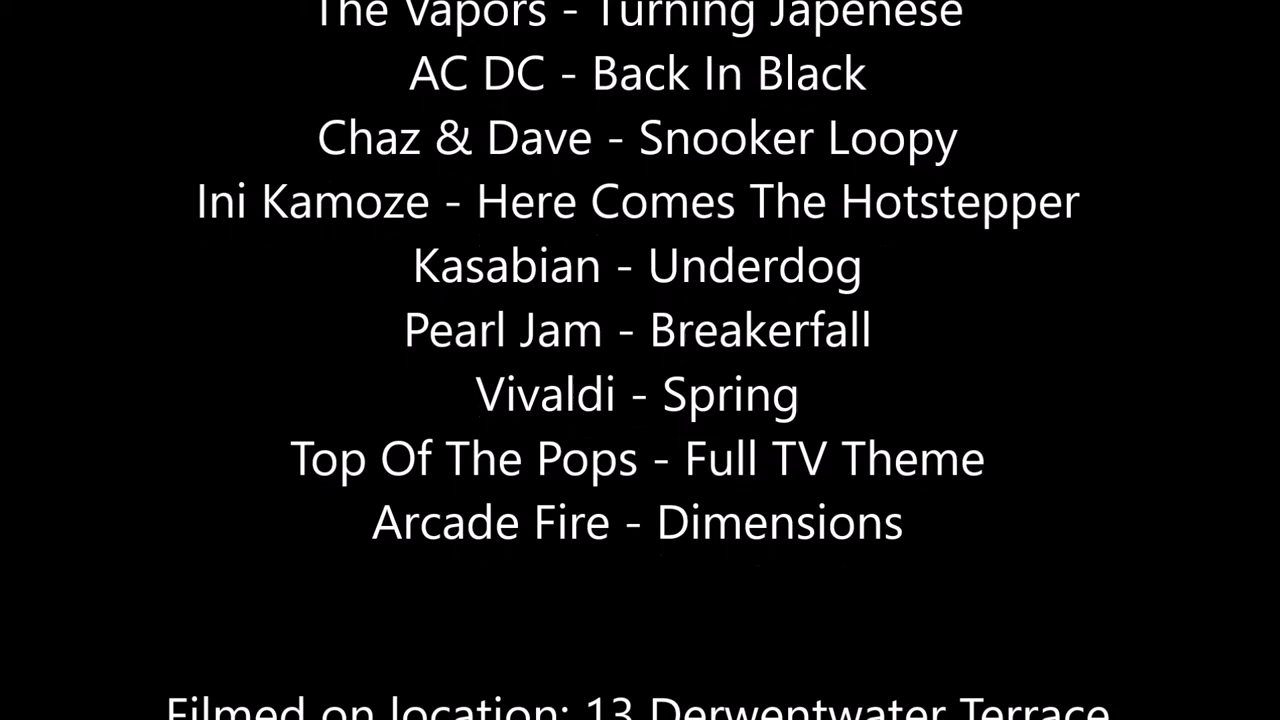 The Vapors - Turning Japenese
AC DC - Back In Black
Chaz & Dave - Snooker Loopy
Ini Kamoze - Here Comes The Hotstepper
Kasabian - Underdog
Pearl Jam - Breakerfall
Vivaldi - Spring
Top Of The Pops - Full TV Theme
Arcade Fire - Dimensions
Filmed on location: 13 Derwentwater Terrace